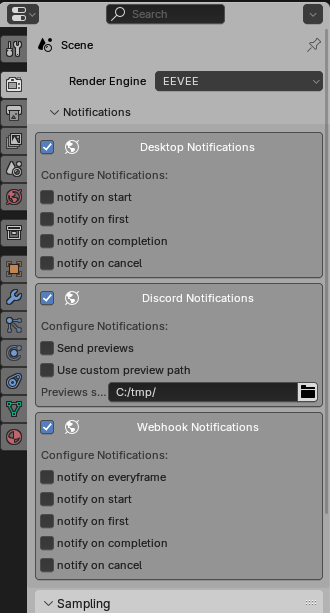 Search
Scene
Render Engine EEVEE
Notifications
Desktop Notifications
Configure Notifications:
notify on start
notify on first
notify on completion
notify on cancel
Discord Notifications
Configure Notifications:
Send previews
Use custom preview path
Previews s... C:/tmp/
Webhook Notifications
Configure Notifications:
notify on everyframe
notify on start
notify on first
notify on completion
notify on cancel
Sampling